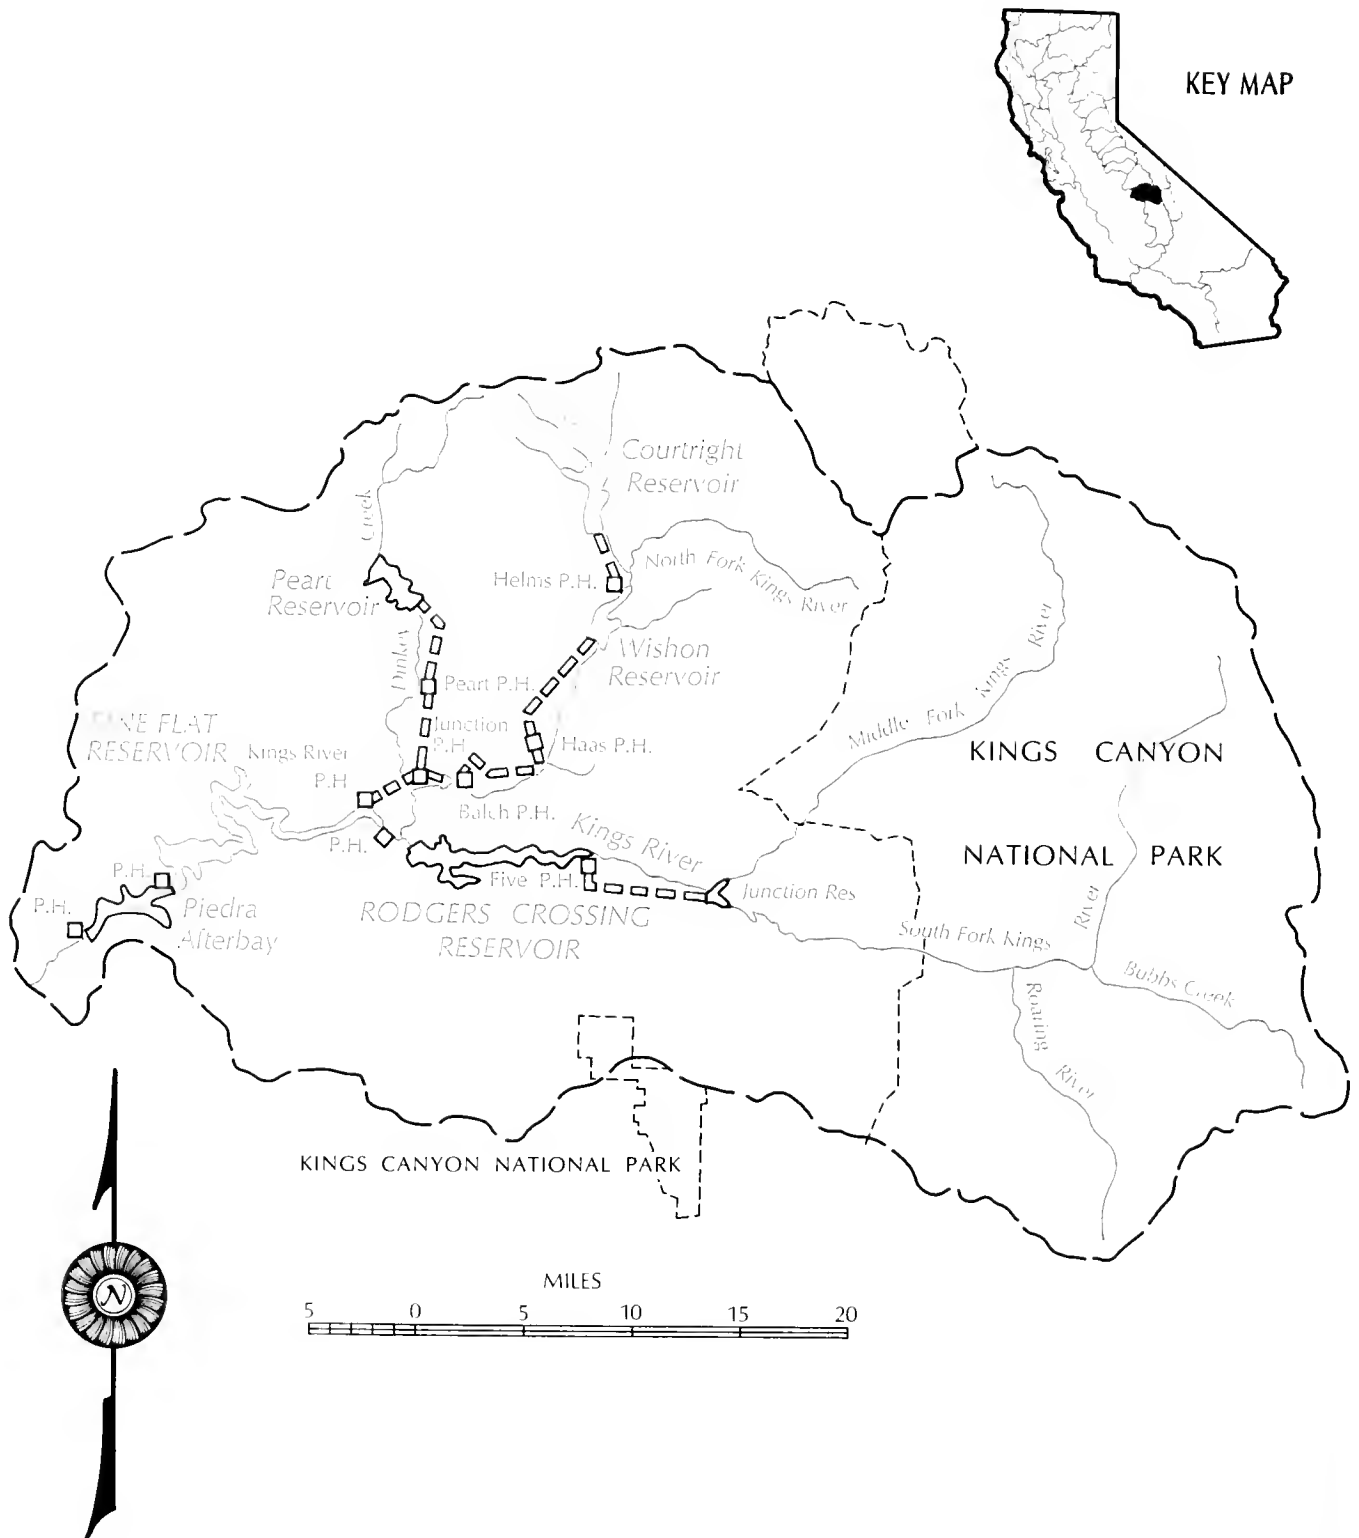 KEY MAP
Courtright
Reservoir
Creek
North Fork Kings River
Helms P.H.
Peart
Reservoir
River
Kings
Middle Fork
Dinkey
Wishon
Reservoir
Peart P.H.
FLAT
RESERVOIR
Junction
P.H.
Kings River
P.H
Haas P.H.
KINGS CANYON
Balch P.H.
Kings River
P.H.
NATIONAL PARK
P.H.
Five P.H.
Junction Res
P.H.
Piedra
Afterbay
RODGERS CROSSING
RESERVOIR
River
South Fork Kings
Bubbs Creek
Roaring
River
KINGS CANYON NATIONAL PARK
MILES
5 0 5 10 15 20
N